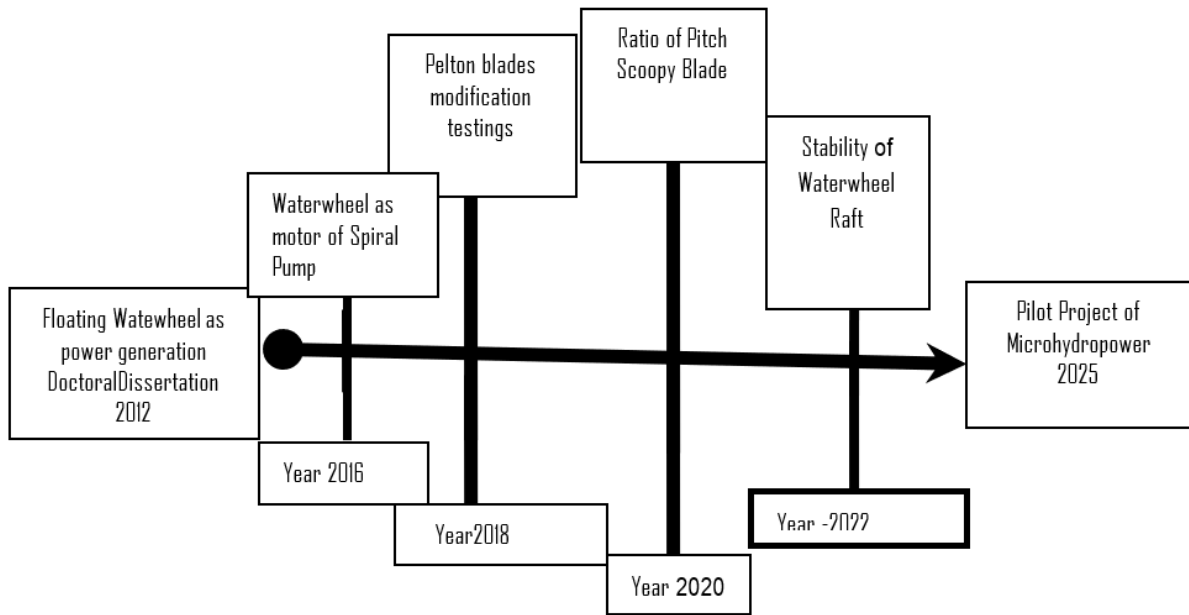 Floating Watewheel as
power generation
DoctoralDissertation
2012
Waterwheel as
motor of Spiral
Pump
Year 2016
Pelton blades
modification
testings
Year2018
Ratio of Pitch
Scoopy Blade
Year 2020
Stability of
Waterwheel
Raft
Year -2022
Pilot Project of
Microhydropower
2025